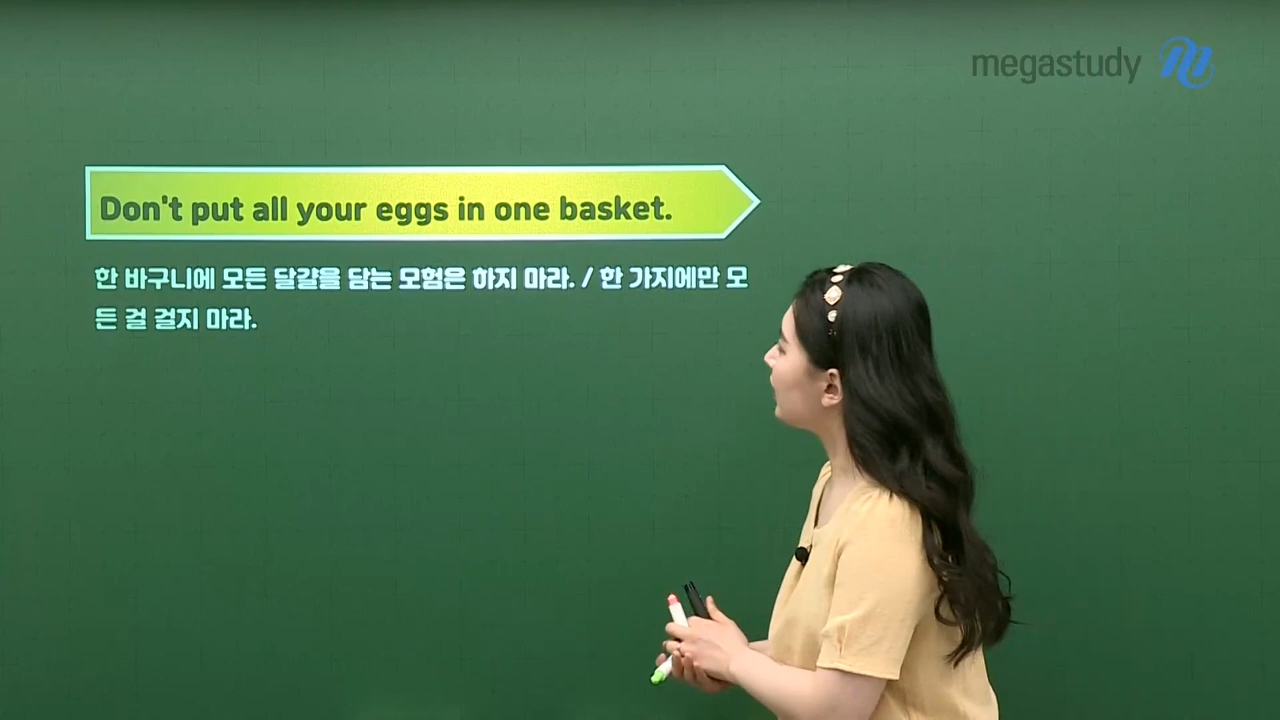 megastudy
Don't put all your eggs in one basket.
한 바구니에 모든 달걀을 담는 모험은 하지 마라. / 한 가지에만 모
든 걸 걸지 마라.